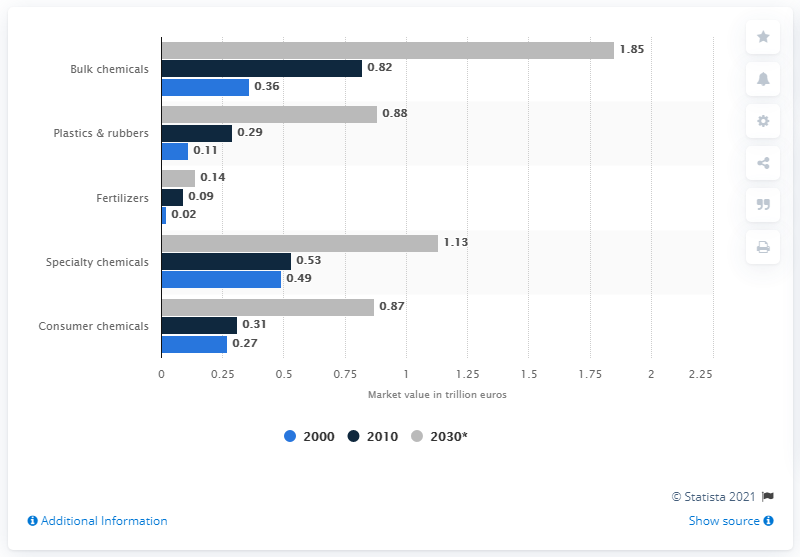 1.85
Bulk chemicals
0.82
0.36
0.88
Plastics & rubbers
0.29
0.11
0.14
Fertilizers
0.09
0.02
1.13
Specialty chemicals
0.53
0.49
0.87
Consumer chemicals
0.31
0.27
0 0.25 0.5 0.75 1 1.25 1.5 1.75 2 2.25
Market value in trillion euros
2000 2010 2030*
© Statista 2021
Additional Information Show source